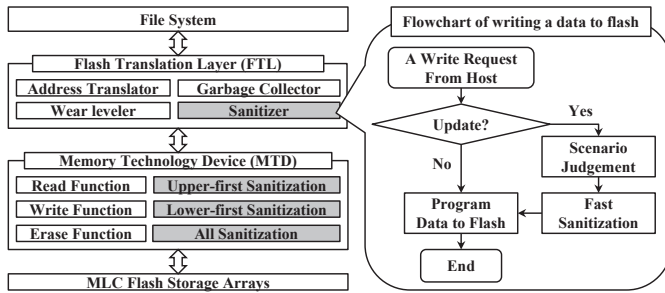 File System
Flash Translation Layer (FTL)
Address Translator
Garbage Collector
Wear leveler
Sanitizer
Memory Technology Device (MTD)
Read Function
Upper-first Sanitization
Write Function
Lower-first Sanitization
Erase Function
All Sanitization
MLC Flash Storage Arrays
Flowchart of writing a data to flash
A Write Request
From Host
Update?
Yes
No
Scenario
Judgement
Program
Data to Flash
Fast
Sanitization
End